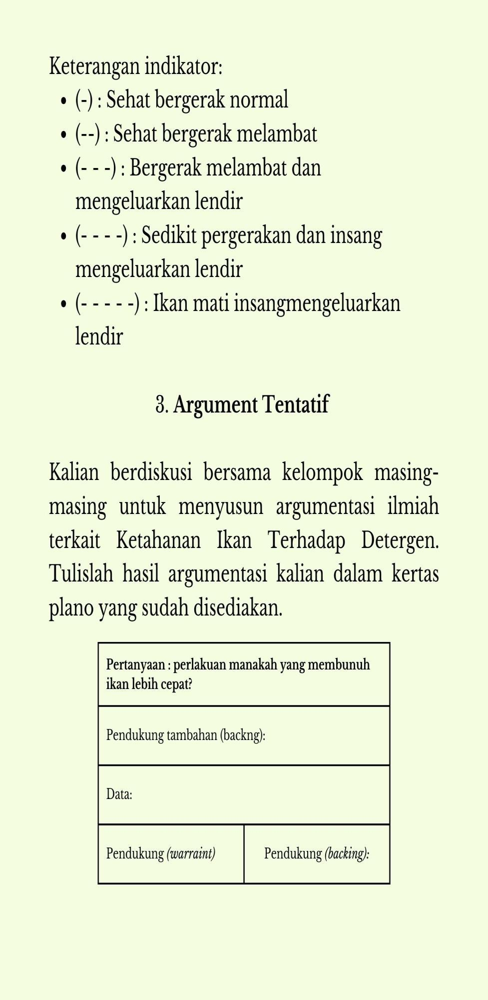 Keterangan indikator:
• (-) : Sehat bergerak normal
• (--) : Sehat bergerak melambat
• (- - -) : Bergerak melambat dan
mengeluarkan lendir
• (- - - -) : Sedikit pergerakan dan insang
mengeluarkan lendir
• (- - - - -) : Ikan mati insangmengeluarkan
lendir
3. Argument Tentatif
Kalian berdiskusi bersama kelompok masing-
masing untuk menyusun argumentasi ilmiah
terkait Ketahanan Ikan Terhadap Detergen.
Tulislah hasil argumentasi kalian dalam kertas
plano yang sudah disediakan.
Pertanyaan : perlakuan manakah yang membunuh
ikan lebih cepat?
Pendukung tambahan (backng):
Data:
Pendukung (warraint)
Pendukung (backing):